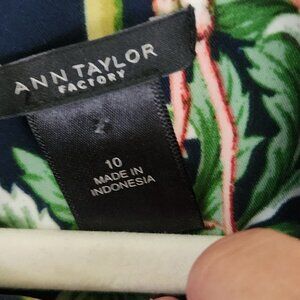 ANN TAYLOR
FACTORY
10
MADE IN
INDONESIA